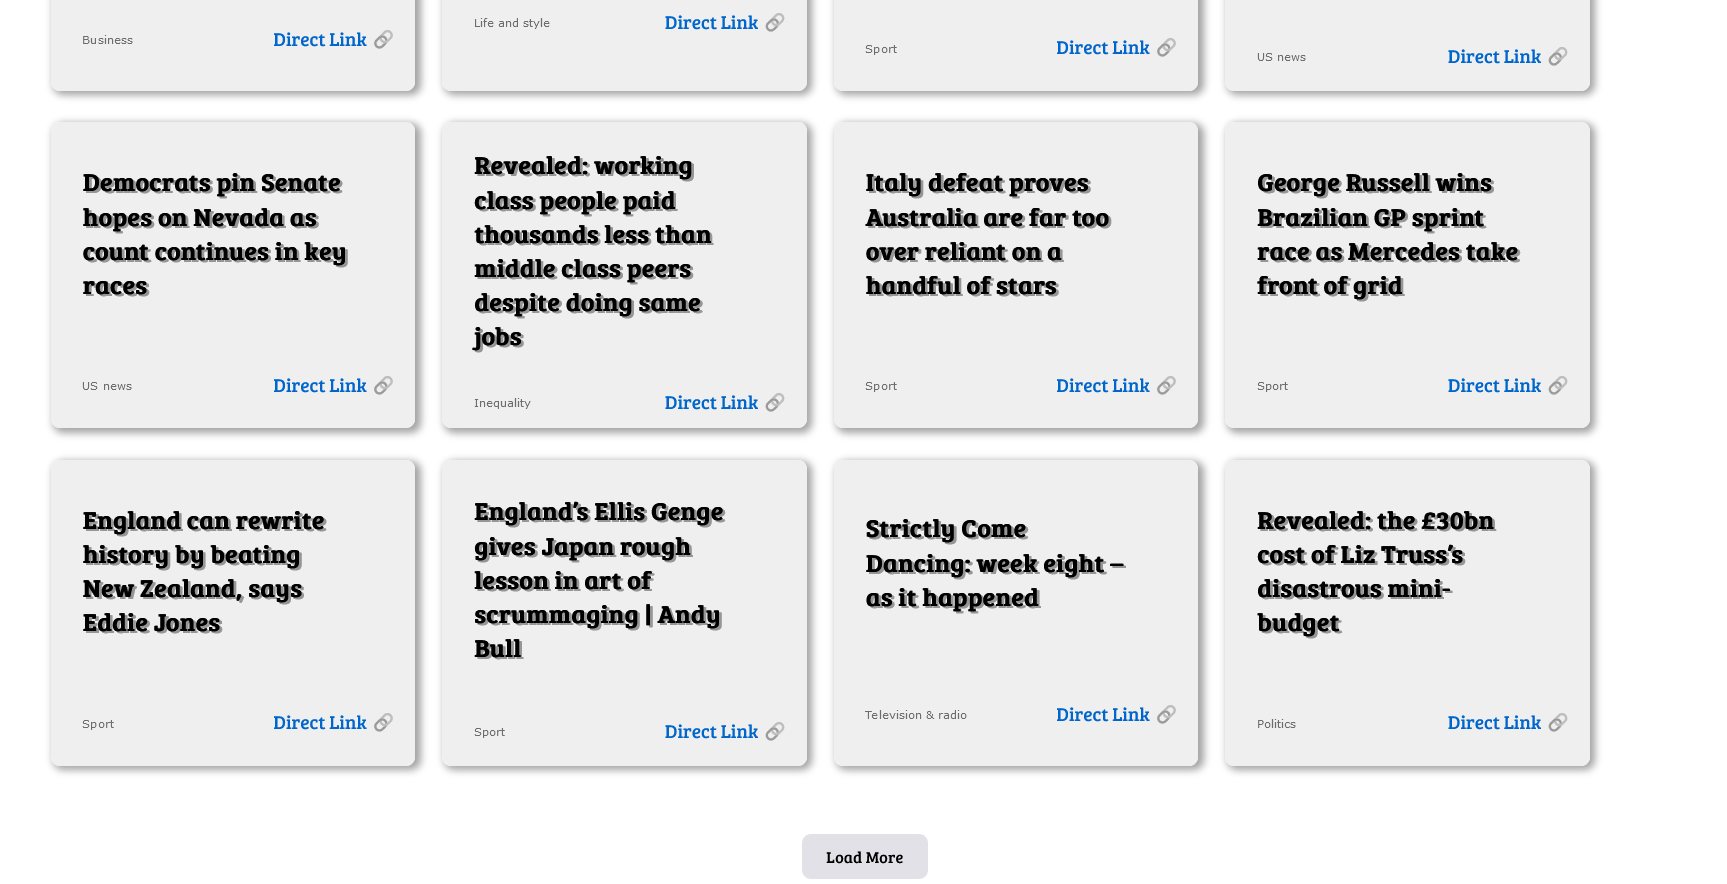 Business
Direct Link
Life and style
Direct Link
Sport
Direct Link
US news
Direct Link
Democrats pin Senate
hopes on Nevada as
count continues in key
races
US news
Direct Link
Revealed: working
class people paid
thousands less than
middle class peers
despite doing same
jobs
Inequality
Direct Link
Italy defeat proves
Australia are far too
over reliant on a
handful of stars
Sport
Direct Link
George Russell wins
Brazilian GP sprint
race as Mercedes take
front of grid
Sport
Direct Link
England can rewrite
history by beating
New Zealand, says
Eddie Jones
Sport
Direct Link
England’s Ellis Genge
gives Japan rough
lesson in art of
scrummaging | Andy
Bull
Sport
Direct Link
Strictly Come
Dancing: week eight –
as it happened
Television & radio
Direct Link
Revealed: the £30bn
cost of Liz Truss’s
disastrous mini-
budget
Politics
Direct Link
Load More